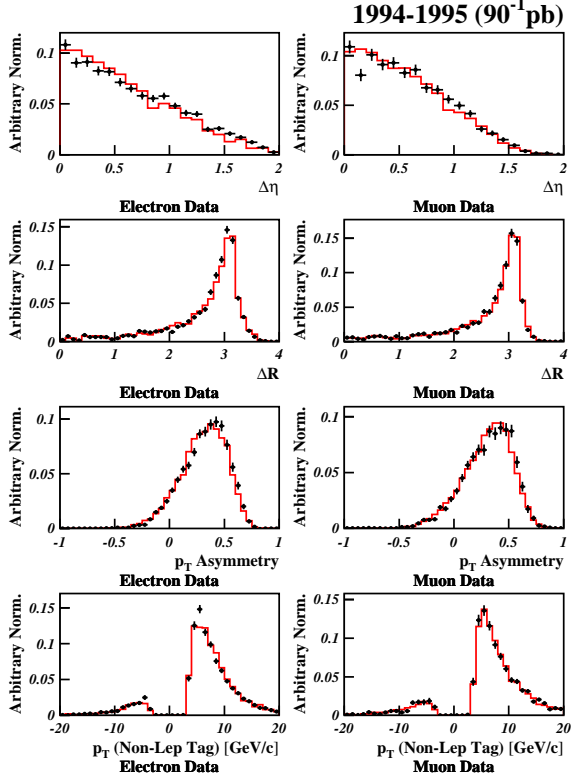 1994-1995 (90⁻¹pb)
Arbitrary Norm.
0.1
0.05
0
0 0.5 1 1.5 2
Δη
Electron Data
Arbitrary Norm.
0.1
0.05
0
0 0.5 1 1.5 2
Δη
Muon Data
Arbitrary Norm.
0.15
0.1
0.05
0
0 1 2 3 4
ΔR
Electron Data
Arbitrary Norm.
0.15
0.1
0.05
0
0 1 2 3 4
ΔR
Muon Data
Arbitrary Norm.
0.1
0.05
0
-1 -0.5 0 0.5 1
p_T Asymmetry
Electron Data
Arbitrary Norm.
0.1
0.05
0
-1 -0.5 0 0.5 1
p_T Asymmetry
Muon Data
Arbitrary Norm.
0.15
0.1
0.05
0
-20 -10 0 10 20
p_T (Non-Lep Tag) [GeV/c]
Electron Data
Arbitrary Norm.
0.15
0.1
0.05
0
-20 -10 0 10 20
p_T (Non-Lep Tag) [GeV/c]
Muon Data